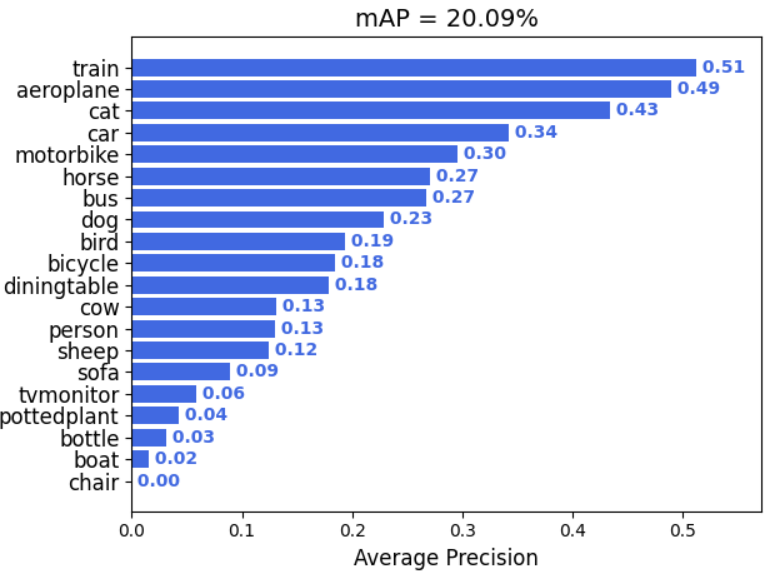 mAP = 20.09%
train 0.51
aeroplane 0.49
cat 0.43
car 0.34
motorbike 0.30
horse 0.27
bus 0.27
dog 0.23
bird 0.19
bicycle 0.18
diningtable 0.18
cow 0.13
person 0.13
sheep 0.12
sofa 0.09
tvmonitor 0.06
pottedplant 0.04
bottle 0.03
boat 0.02
chair 0.00
0.0 0.1 0.2 0.3 0.4 0.5
Average Precision